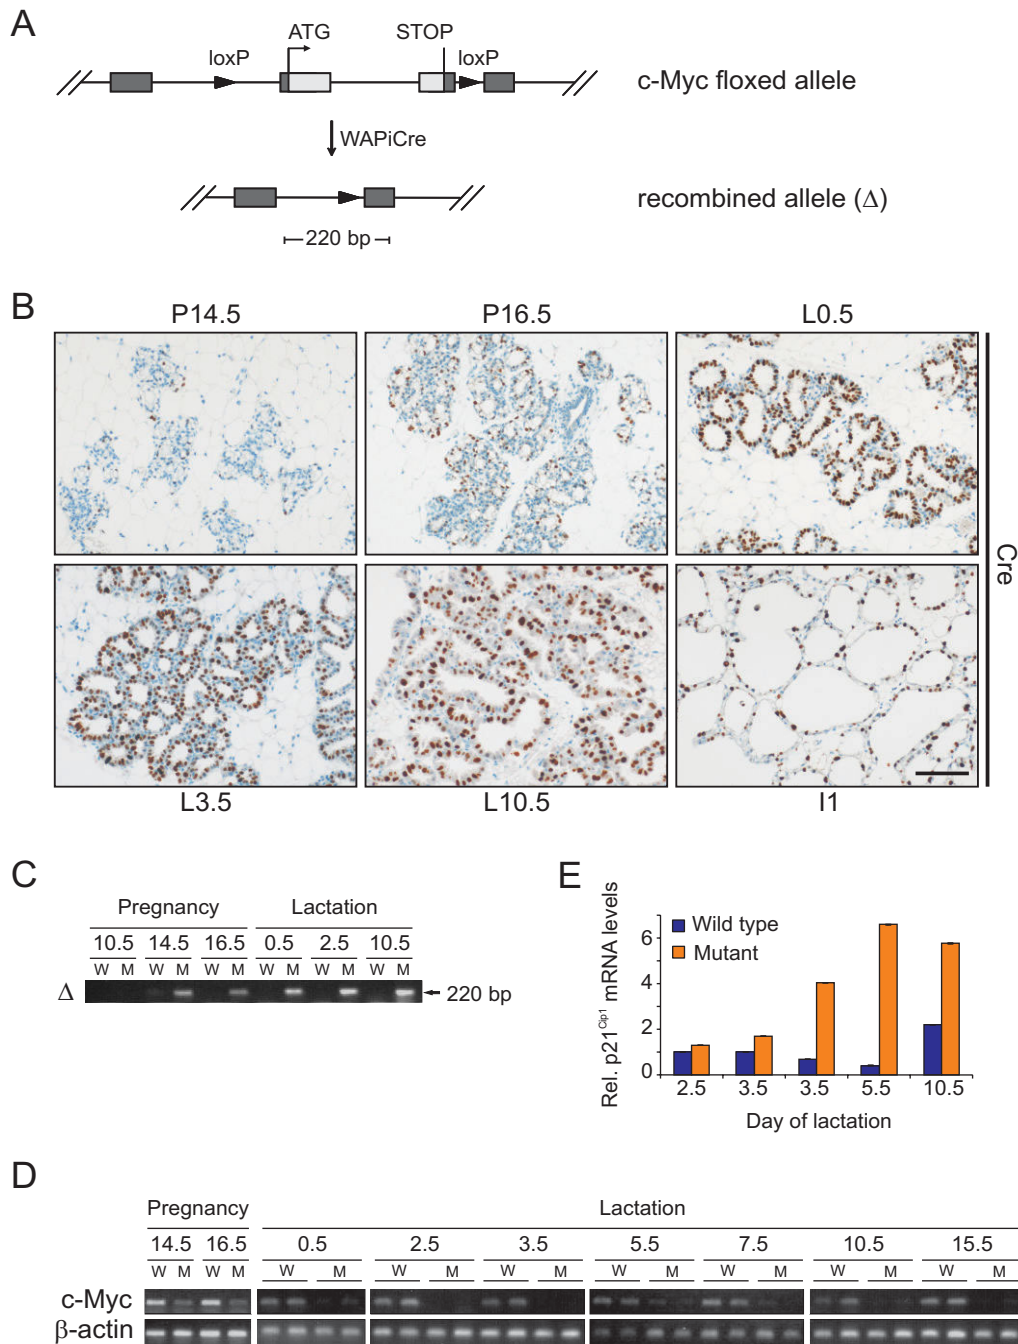 A
ATG STOP
loxP loxP
c-Myc floxed allele
WAPiCre
recombined allele (Δ)
220 bp
B
P14.5 P16.5 L0.5
Cre
L3.5 L10.5 I1
C
Pregnancy Lactation
10.5 14.5 16.5 0.5 2.5 10.5
W M W M W M W M W M W M
Δ 220 bp
E
Rel. p21Cip1 mRNA levels
Wild type
Mutant
6
4
2
0
2.5 3.5 3.5 5.5 10.5
Day of lactation
D
Pregnancy Lactation
14.5 16.5 0.5 2.5 3.5 5.5 7.5 10.5 15.5
W M W M W M W M W M W M W M W M W M
c-Myc
β-actin